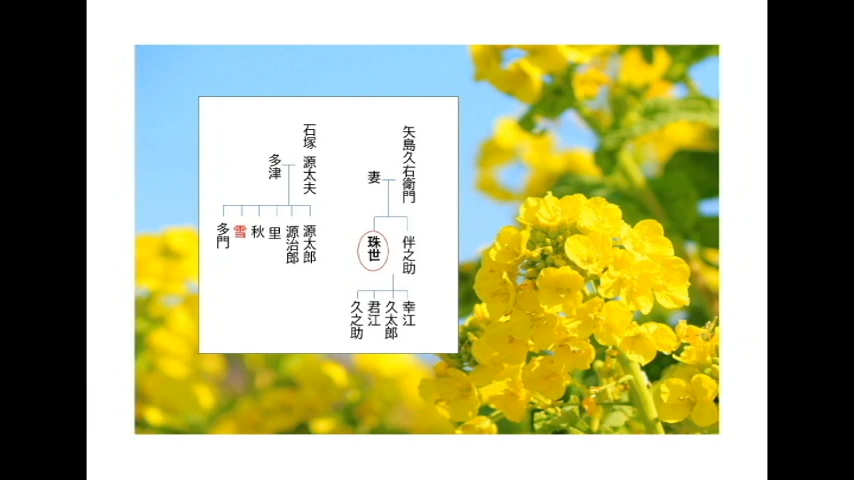 矢島久右衛門
妻
伴之助
珠世
幸江
久太郎
君江
久之助
石塚 源太夫
多津
源太郎
源治郎
里
秋
雪
多門